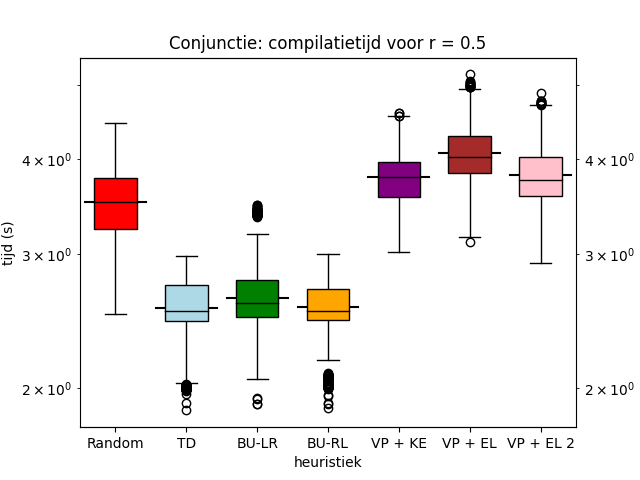 Conjunctie: compilatietijd voor r = 0.5
tijd (s)
4 × 10⁰
3 × 10⁰
2 × 10⁰
4 × 10⁰
3 × 10⁰
2 × 10⁰
Random TD BU-LR BU-RL VP + KE VP + EL VP + EL 2
heuristiek